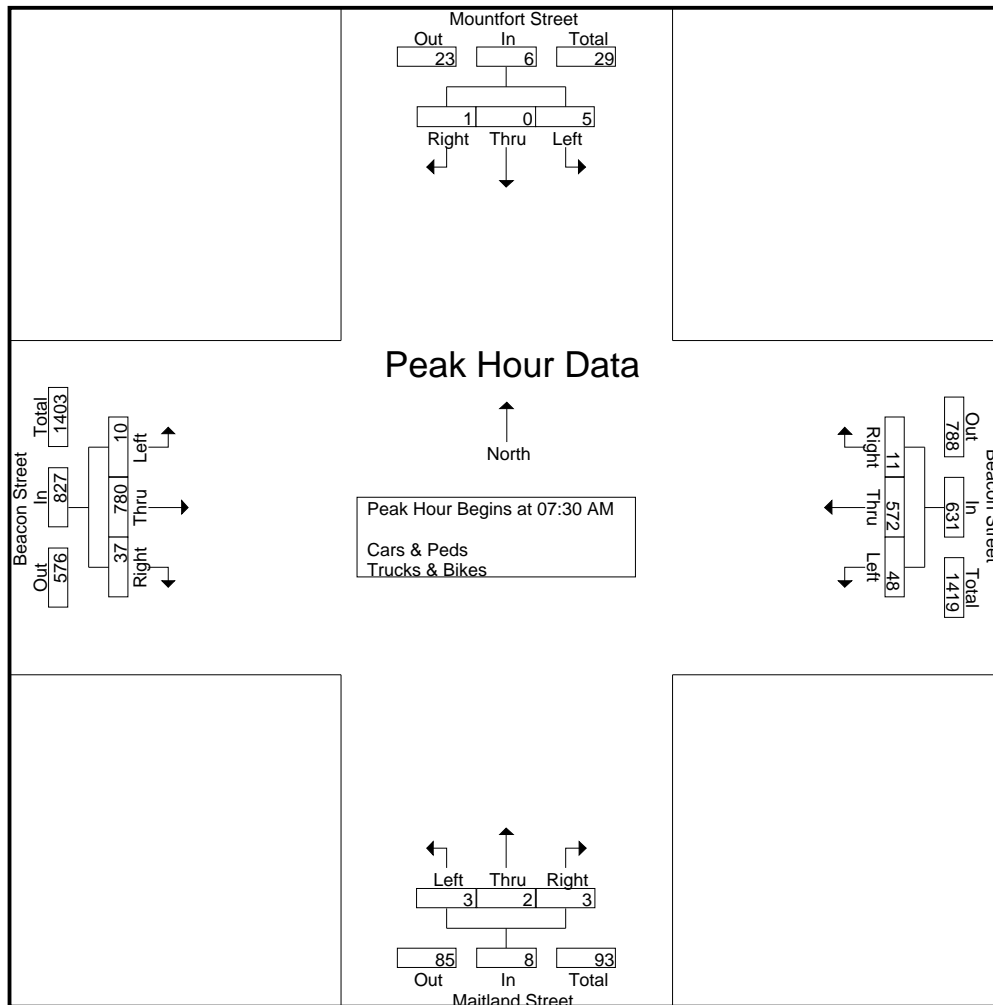 Mountfort Street
Out In Total
23 6 29
1 0 5
Right Thru Left
Peak Hour Data
North
Peak Hour Begins at 07:30 AM
Cars & Peds
Trucks & Bikes
Beacon Street
Total In Out
1403 827 576
10 780 37
Left Thru Right
Right Thru Left
11 572 48
Out In Total
788 631 1419
Beacon Street
Left Thru Right
3 2 3
85 8 93
Out In Total
Maitland Street